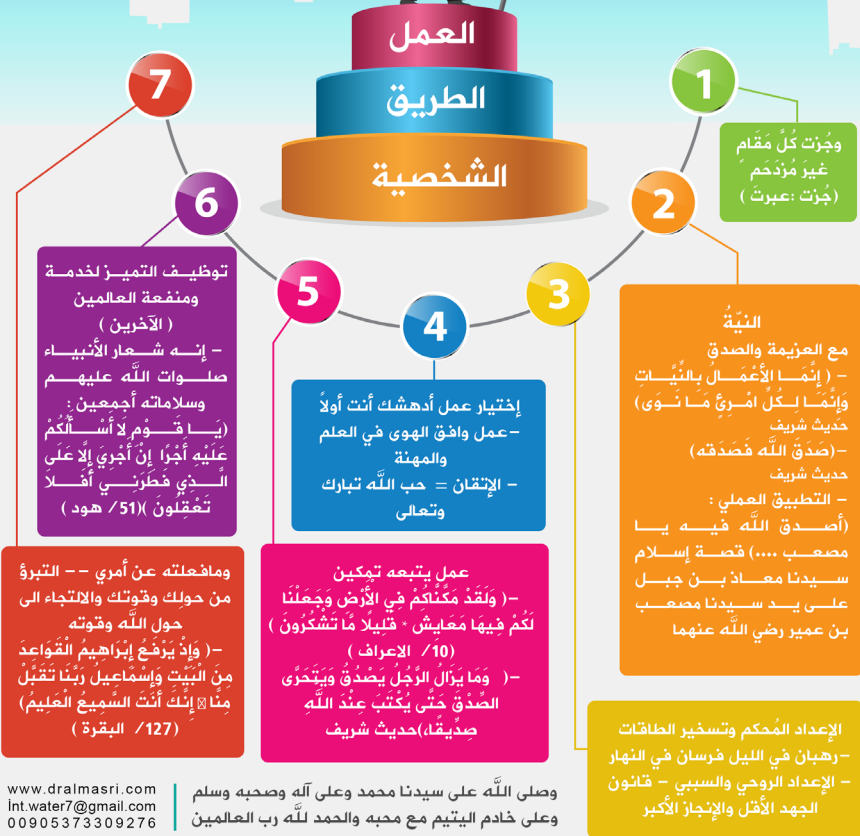 العمل
الطريق
الشخصية
1
وجُزت كُلَّ مَقَامٍ
غيرَ مُزدَحَم
(جُزت :عبرتَ )
2
النيّةُ
مع العزيمة والصدق
- ( إِنَّمَا الأَعْمَالُ بِالنِّيَّاتِ
وَإِنَّمَا لِكُلِّ امْرِئٍ مَا نَوَى)
حديث شريف
-(صَدَقَ اللَّه فَصَدَقه)
حديث شريف
- التطبيق العملي :
(أصدق اللَّه فيه يا
مصعب ....) قصة إسلام
سيدنا معاذ بن جبل
على يد سيدنا مصعب
بن عمير رضي اللَّه عنهما
3
الإعداد المُحكم وتسخير الطاقات
-رهبان في الليل فرسان في النهار
- الإعداد الروحي والسببي - قانون
الجهد الأقل والإنجاز الأكبر
4
إختيار عمل أدهشك أنت أولاً
-عمل وافق الهوى في العلم
والمهنة
- الإتقان = حب اللَّه تبارك
وتعالى
5
عمل يتبعه تمكين
-( وَلَقَدْ مَكَّنَّاكُمْ فِي الْأَرْضِ وَجَعَلْنَا
لَكُمْ فِيهَا مَعَايِشَ * قَلِيلًا مَّا تَشْكُرُونَ )
(10/ الاعراف )
-( وَمَا يَزَالُ الرَّجُلُ يَصْدُقُ وَيَتَحَرَّى
الصِّدْقَ حَتَّى يُكْتَبَ عِنْدَ اللَّهِ
صِدِّيقًا،)حديث شريف
6
توظيف التميز لخدمة
ومنفعة العالمين
( الآخرين )
- إنه شعار الأنبياء
صلوات اللَّه عليهم
وسلاماته أجمعين :
(يَا قَوْمِ لَا أَسْأَلُكُمْ
عَلَيْهِ أَجْرًا إِنْ أَجْرِيَ إِلَّا عَلَى
الَّذِي فَطَرَنِي أَفَلَا
تَعْقِلُونَ )(51/ هود )
7
ومافعلته عن أمري -- التبرؤ
من حولك وقوتك والالتجاء الى
حول اللَّه وقوته
-( وَإِذْ يَرْفَعُ إِبْرَاهِيمُ الْقَوَاعِدَ
مِنَ الْبَيْتِ وَإِسْمَاعِيلُ رَبَّنَا تَقَبَّلْ
مِنَّا إِنَّكَ أَنْتَ السَّمِيعُ الْعَلِيمُ)
(127/ البقرة )
وصلى اللَّه على سيدنا محمد وعلى آله وصحبه وسلم
وعلى خادم اليتيم مع محبه والحمد للَّه رب العالمين
www.dralmasri.com
İnt.water7@gmail.com
00905373309276